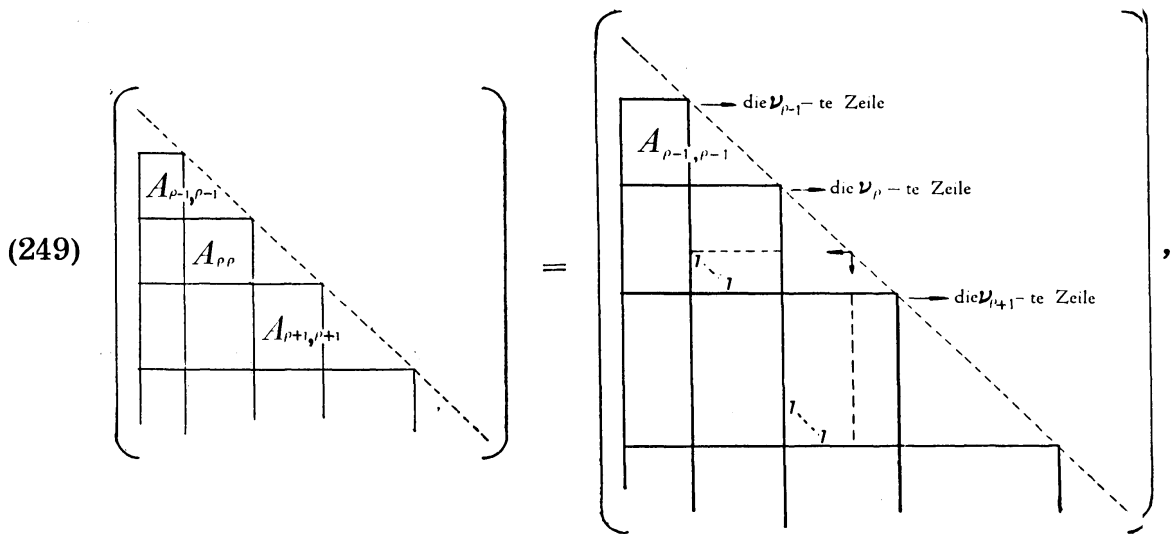 die ν_{ρ-1} – te Zeile
A_{ρ-1,ρ-1}
A_{ρ-1,ρ-1}
die ν_ρ – te Zeile
(249)
A_{ρρ}
=
1
1
,
die ν_{ρ+1} – te Zeile
A_{ρ+1,ρ+1}
1
1